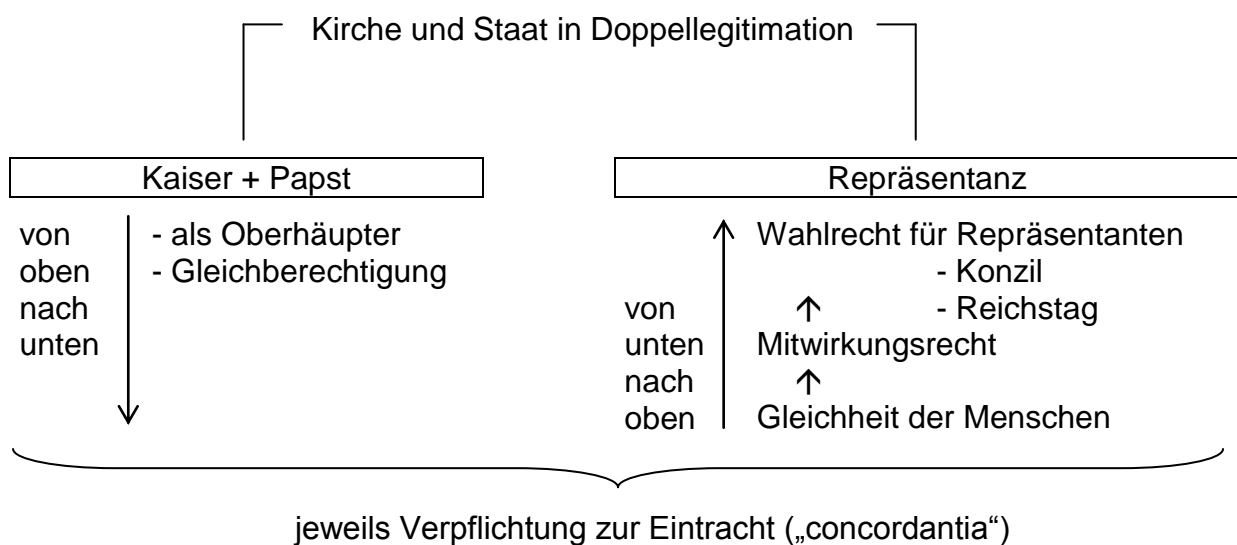 Kirche und Staat in Doppellegitimation
Kaiser + Papst
von
oben
nach
unten
- als Oberhäupter
- Gleichberechtigung
Repräsentanz
von
unten
nach
oben
Wahlrecht für Repräsentanten
- Konzil
- Reichstag
Mitwirkungsrecht
Gleichheit der Menschen
jeweils Verpflichtung zur Eintracht („concordantia“)